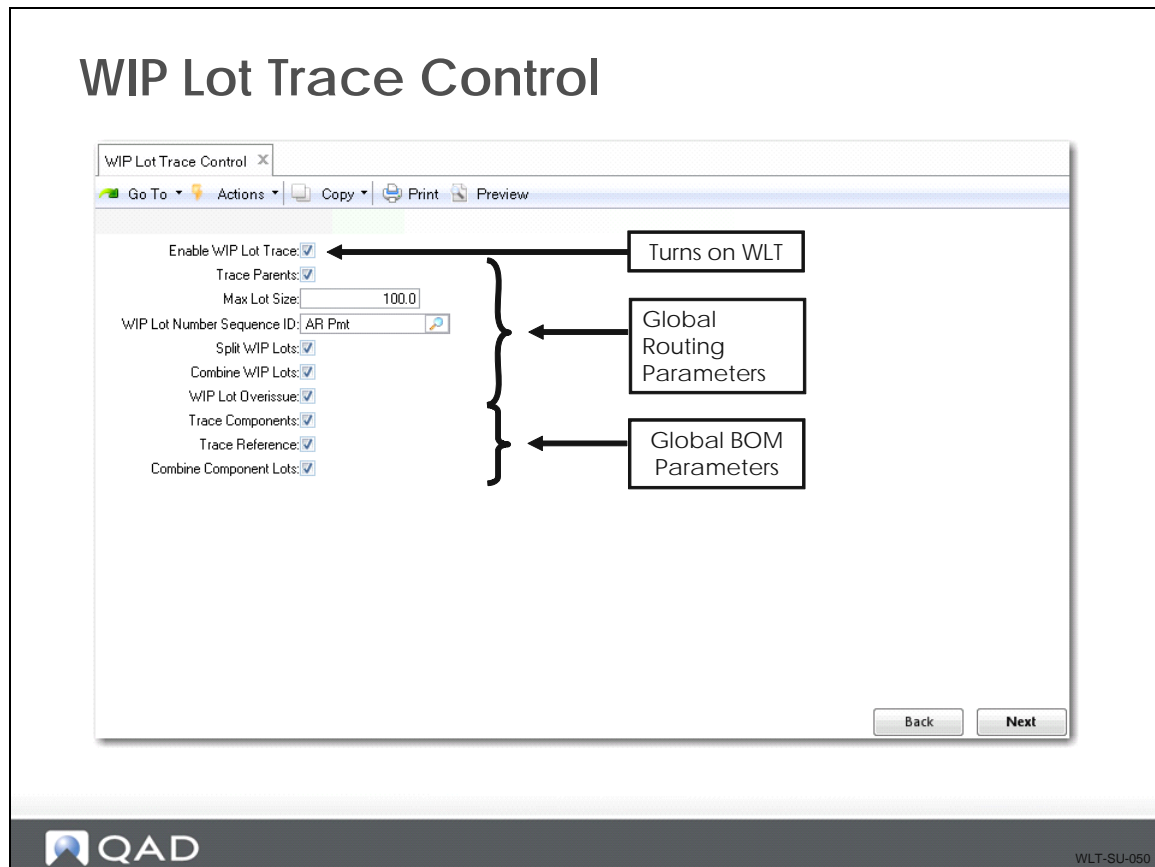 WIP Lot Trace Control
WIP Lot Trace Control X
Go To Actions Copy Print Preview
Enable WIP Lot Trace:
Turns on WLT
Trace Parents:
Max Lot Size: 100.0
WIP Lot Number Sequence ID: AR Pmt
Split WIP Lots:
Combine WIP Lots:
WIP Lot Overissue:
Global
Routing
Parameters
Trace Components:
Trace Reference:
Combine Component Lots:
Global BOM
Parameters
Back Next
QAD
WLT-SU-050